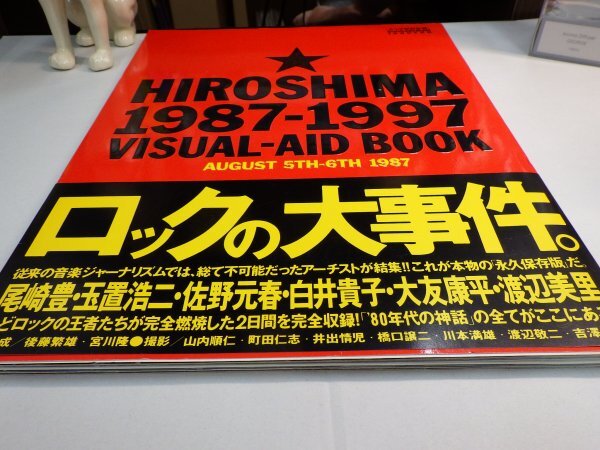 HIROSHIMA
1987-1997
VISUAL-AID BOOK
AUGUST 5TH-6TH 1987
ロックの大事件。
従来の音楽ジャーナリズムでは、総て不可能だったアーチストが結集!!これが本物の「永久保存版」だ。
尾崎豊・玉置浩二・佐野元春・白井貴子・大友康平・渡辺美里
どロックの王者たちが完全燃焼した2日間を完全収録!「'80年代の神話」の全てがここにあ
成／後藤繁雄・宮川隆●撮影／山内順仁・町田仁志・井出情児・橋口譲二・川本満雄・渡辺敬二・吉澤